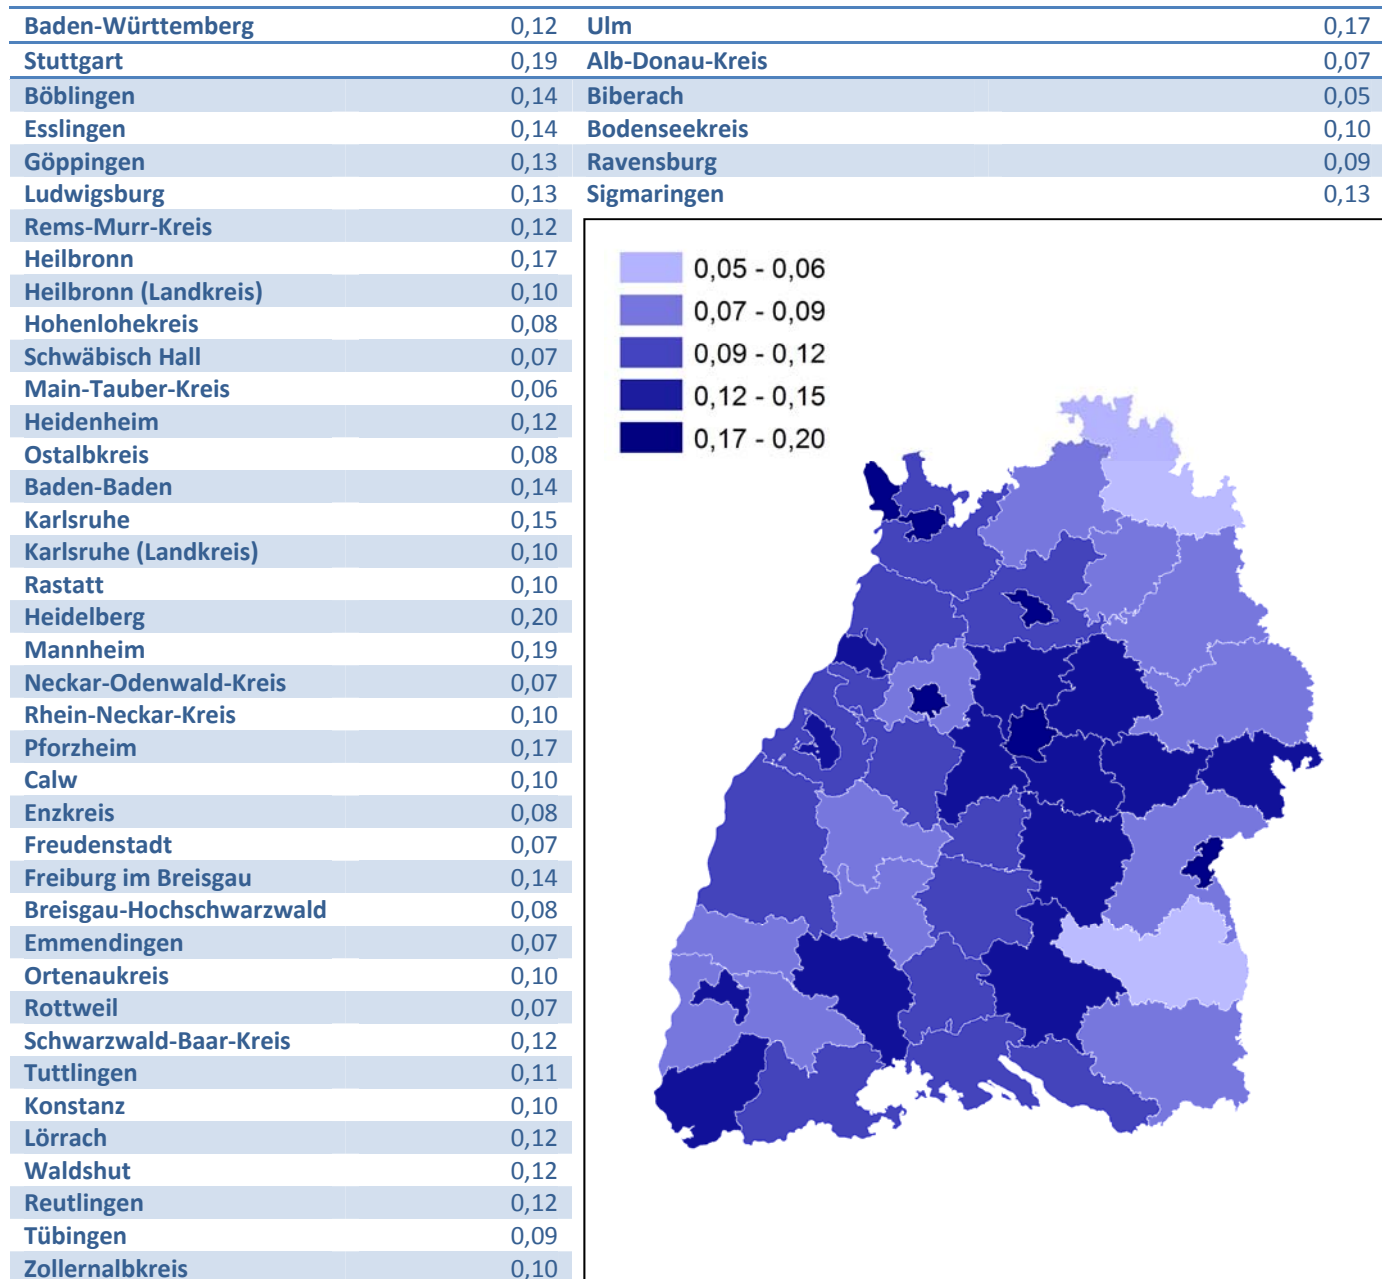 Baden-Württemberg 0,12
Stuttgart 0,19
Böblingen 0,14
Esslingen 0,14
Göppingen 0,13
Ludwigsburg 0,13
Rems-Murr-Kreis 0,12
Heilbronn 0,17
Heilbronn (Landkreis) 0,10
Hohenlohekreis 0,08
Schwäbisch Hall 0,07
Main-Tauber-Kreis 0,06
Heidenheim 0,12
Ostalbkreis 0,08
Baden-Baden 0,14
Karlsruhe 0,15
Karlsruhe (Landkreis) 0,10
Rastatt 0,10
Heidelberg 0,20
Mannheim 0,19
Neckar-Odenwald-Kreis 0,07
Rhein-Neckar-Kreis 0,10
Pforzheim 0,17
Calw 0,10
Enzkreis 0,08
Freudenstadt 0,07
Freiburg im Breisgau 0,14
Breisgau-Hochschwarzwald 0,08
Emmendingen 0,07
Ortenaukreis 0,10
Rottweil 0,07
Schwarzwald-Baar-Kreis 0,12
Tuttlingen 0,11
Konstanz 0,10
Lörrach 0,12
Waldshut 0,12
Reutlingen 0,12
Tübingen 0,09
Zollernalbkreis 0,10
Ulm 0,17
Alb-Donau-Kreis 0,07
Biberach 0,05
Bodenseekreis 0,10
Ravensburg 0,09
Sigmaringen 0,13
0,05 - 0,06
0,07 - 0,09
0,09 - 0,12
0,12 - 0,15
0,17 - 0,20